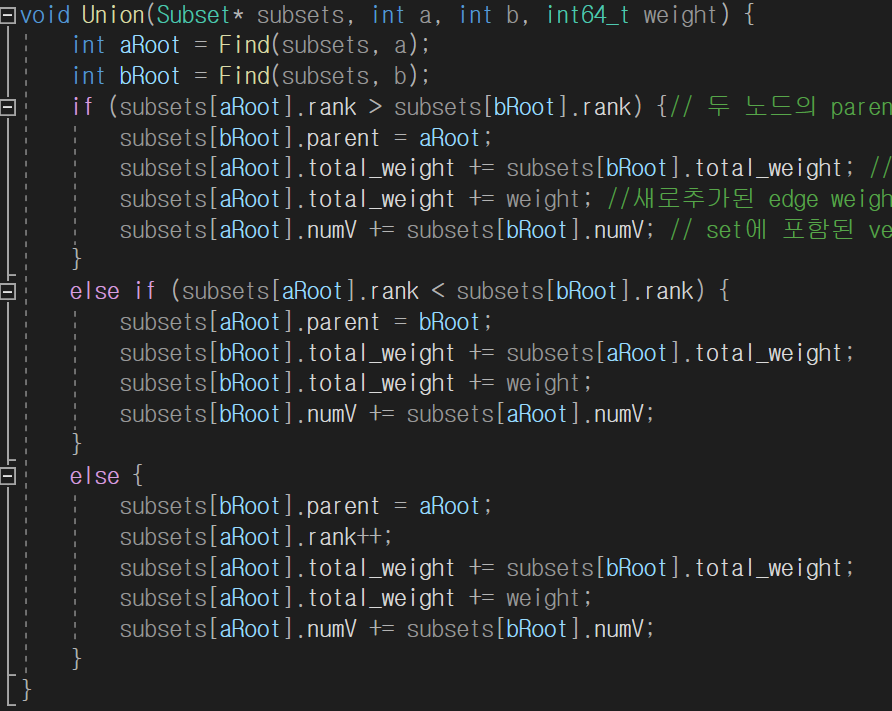 void Union(Subset* subsets, int a, int b, int64_t weight) {
int aRoot = Find(subsets, a);
int bRoot = Find(subsets, b);
if (subsets[aRoot].rank > subsets[bRoot].rank) {// 두 노드의 paren
subsets[bRoot].parent = aRoot;
subsets[aRoot].total_weight += subsets[bRoot].total_weight; //
subsets[aRoot].total_weight += weight; //새로추가된 edge weigh
subsets[aRoot].numV += subsets[bRoot].numV; // set에 포함된 ve
}
else if (subsets[aRoot].rank < subsets[bRoot].rank) {
subsets[aRoot].parent = bRoot;
subsets[bRoot].total_weight += subsets[aRoot].total_weight;
subsets[bRoot].total_weight += weight;
subsets[bRoot].numV += subsets[aRoot].numV;
}
else {
subsets[bRoot].parent = aRoot;
subsets[aRoot].rank++;
subsets[aRoot].total_weight += subsets[bRoot].total_weight;
subsets[aRoot].total_weight += weight;
subsets[aRoot].numV += subsets[bRoot].numV;
}
}